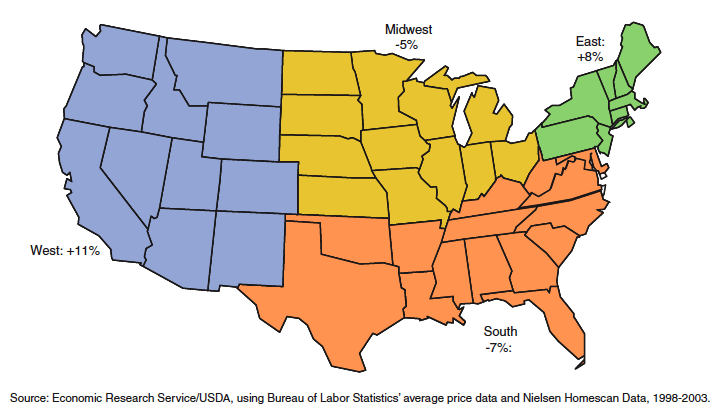 Midwest
-5%
East:
+8%
West: +11%
South
-7%:
Source: Economic Research Service/USDA, using Bureau of Labor Statistics' average price data and Nielsen Homescan Data, 1998-2003.